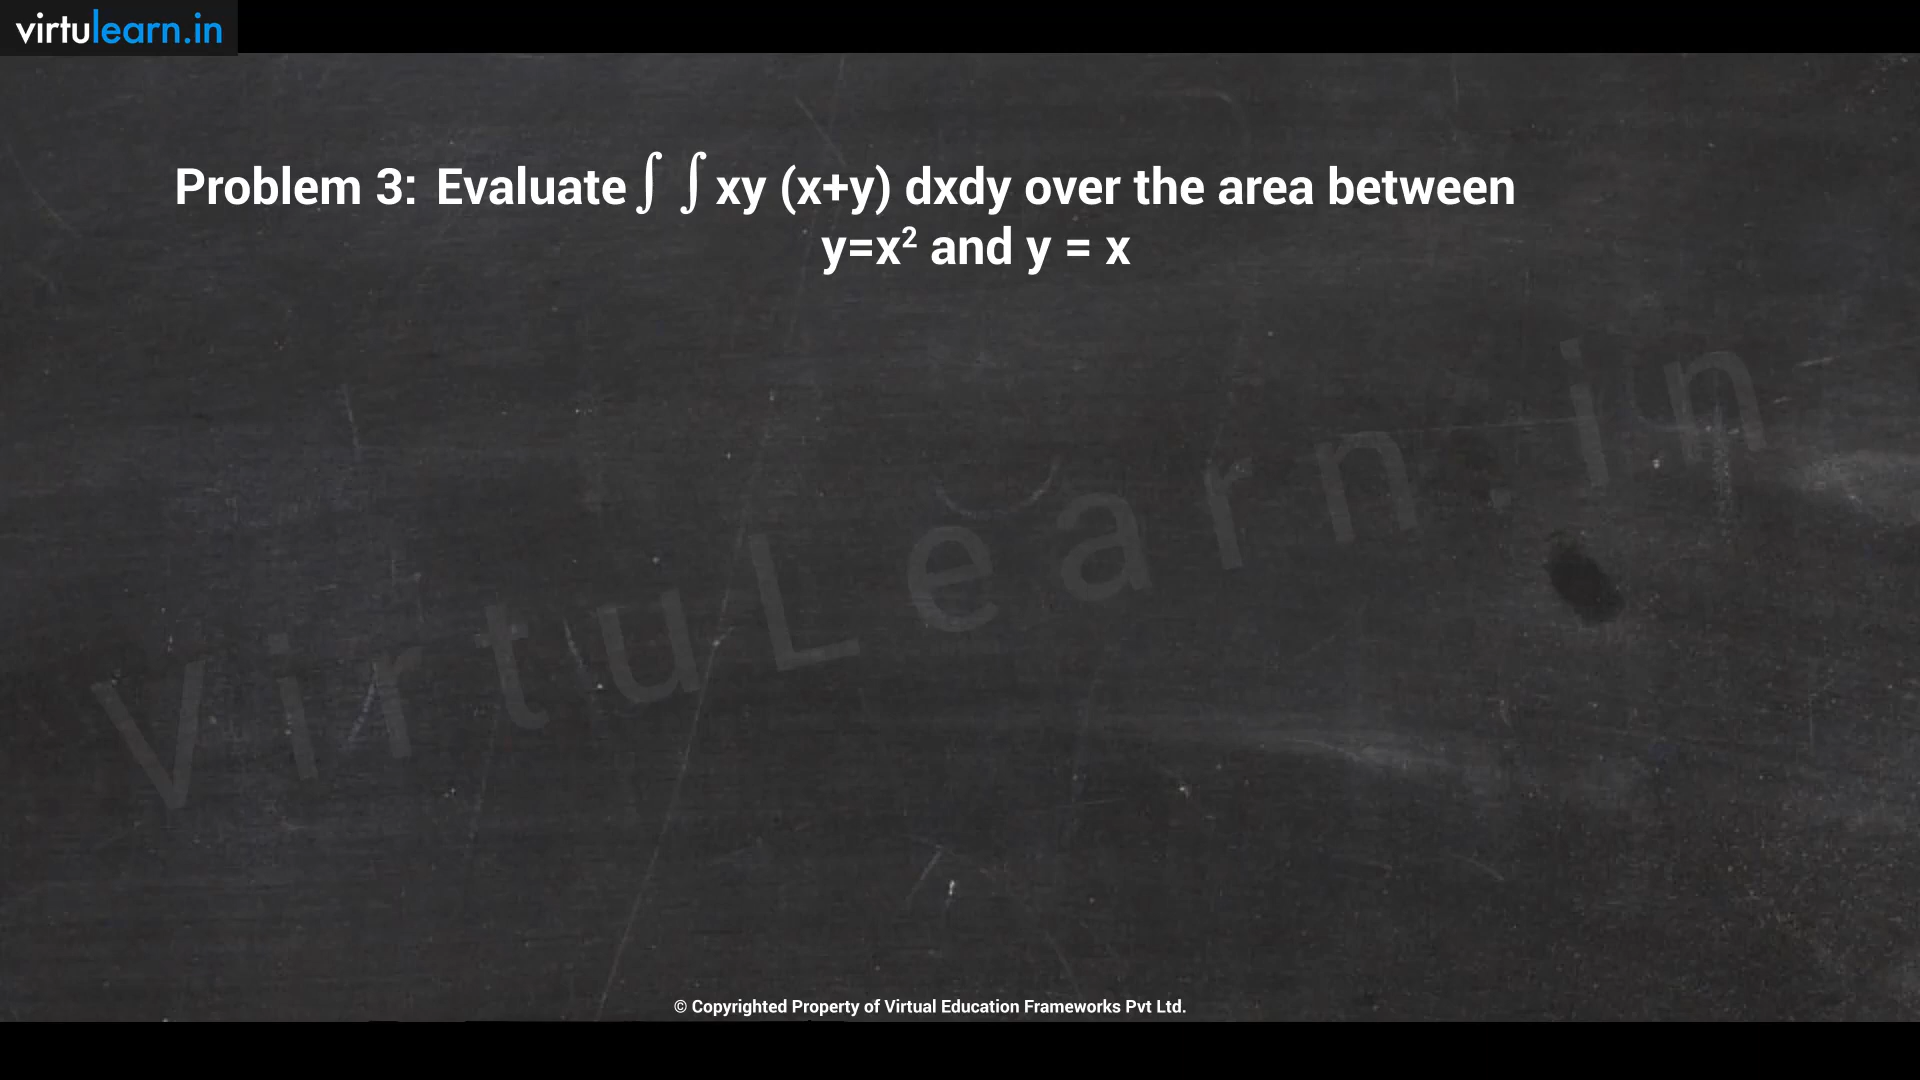 virtulearn.in
Problem 3: Evaluate ∫ ∫ xy (x+y) dxdy over the area between
y=x² and y = x
VirtuLearn.in
© Copyrighted Property of Virtual Education Frameworks Pvt Ltd.